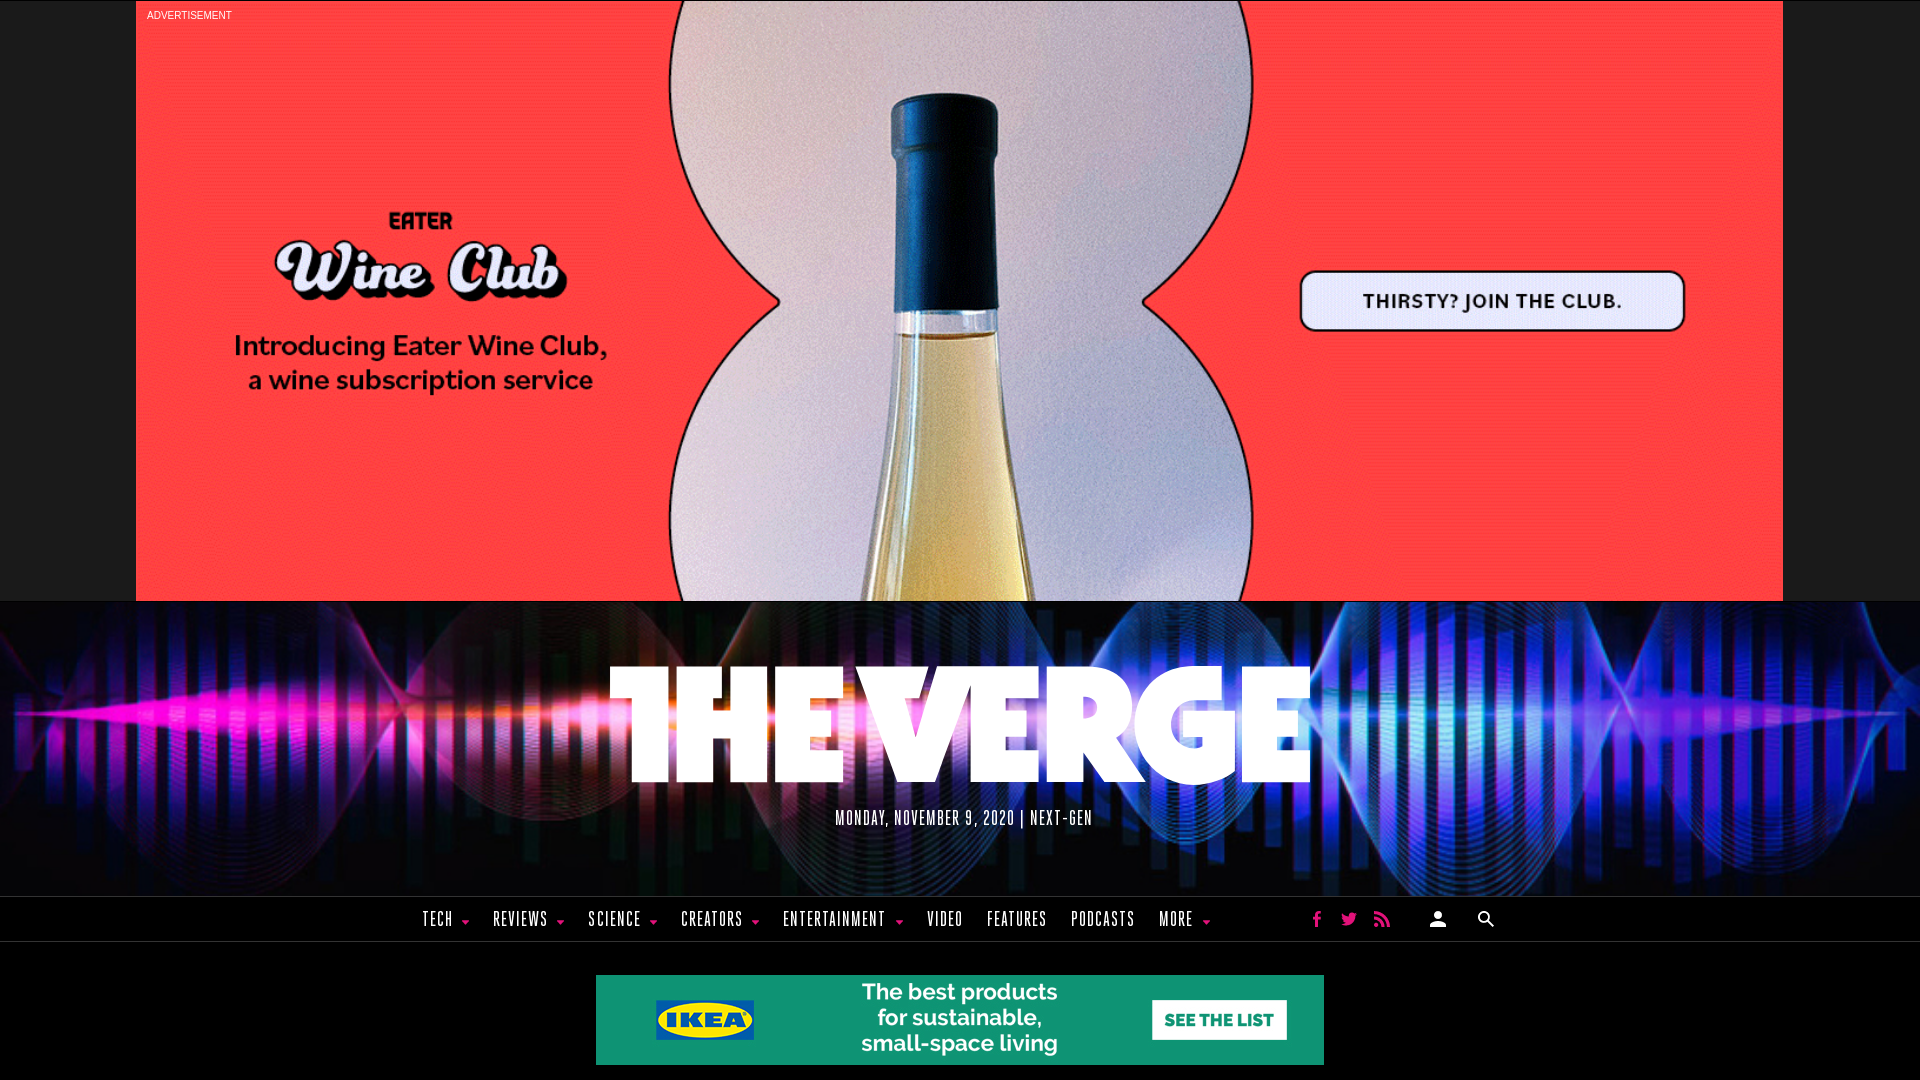 ADVERTISEMENT
EATER
Wine Club
Introducing Eater Wine Club,
a wine subscription service
THIRSTY? JOIN THE CLUB.
THE VERGE
MONDAY, NOVEMBER 9, 2020 | NEXT-GEN
TECH REVIEWS SCIENCE CREATORS ENTERTAINMENT VIDEO FEATURES PODCASTS MORE
IKEA
The best products
for sustainable,
small-space living
SEE THE LIST